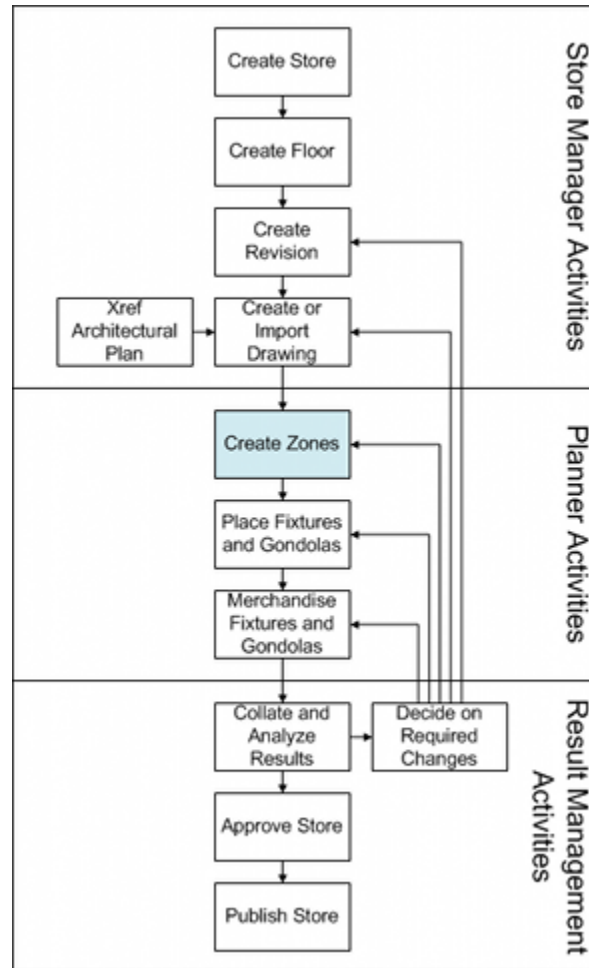 Create Store
Create Floor
Create
Revision
Xref
Architectural
Plan
Create or
Import
Drawing
Store Manager Activities
Create Zones
Place Fixtures
and Gondolas
Merchandise
Fixtures and
Gondolas
Planner Activities
Collate and
Analyze
Results
Decide on
Required
Changes
Approve Store
Publish Store
Result Management
Activities